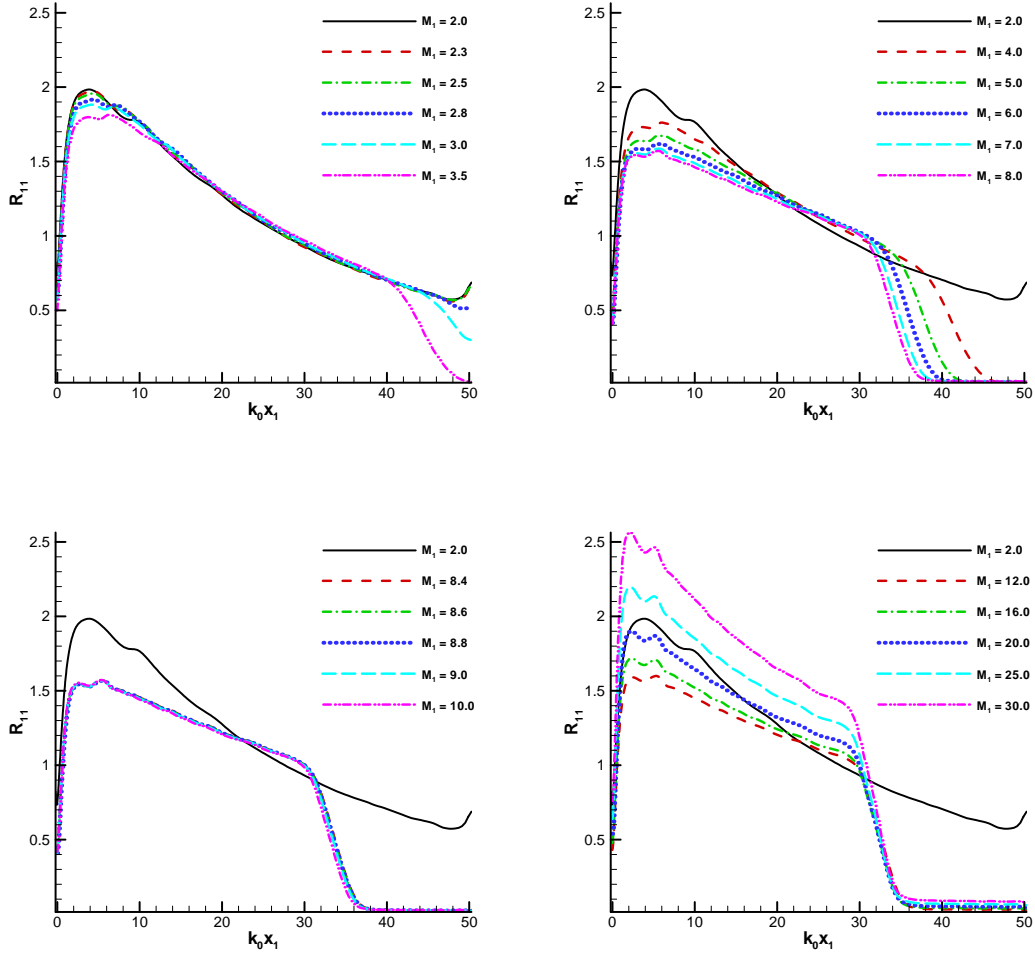 2.5
2
1.5
1
0.5
R11
0 10 20 30 40 50
k0x1
M1 = 2.0
M1 = 2.3
M1 = 2.5
M1 = 2.8
M1 = 3.0
M1 = 3.5
2.5
2
1.5
1
0.5
R11
0 10 20 30 40 50
k0x1
M1 = 2.0
M1 = 4.0
M1 = 5.0
M1 = 6.0
M1 = 7.0
M1 = 8.0
2.5
2
1.5
1
0.5
R11
0 10 20 30 40 50
k0x1
M1 = 2.0
M1 = 8.4
M1 = 8.6
M1 = 8.8
M1 = 9.0
M1 = 10.0
2.5
2
1.5
1
0.5
R11
0 10 20 30 40 50
k0x1
M1 = 2.0
M1 = 12.0
M1 = 16.0
M1 = 20.0
M1 = 25.0
M1 = 30.0